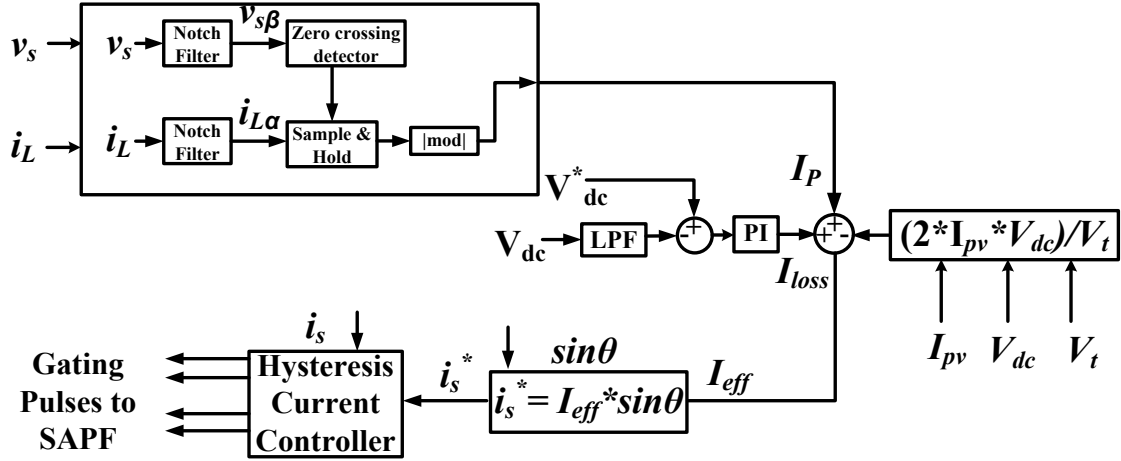 v_s
v_s
Notch
Filter
v_sβ
Zero crossing
detector
i_L
i_L
Notch
Filter
i_Lα
Sample &
Hold
|mod|
I_P
V*_dc
V_dc
LPF
-
+
PI
+
+
-
(2*I_pv*V_dc)/V_t
I_loss
I_pv
V_dc
V_t
i_s
Gating
Pulses to
SAPF
Hysteresis
Current
Controller
i_s*
sinθ
i_s*= I_eff*sinθ
I_eff